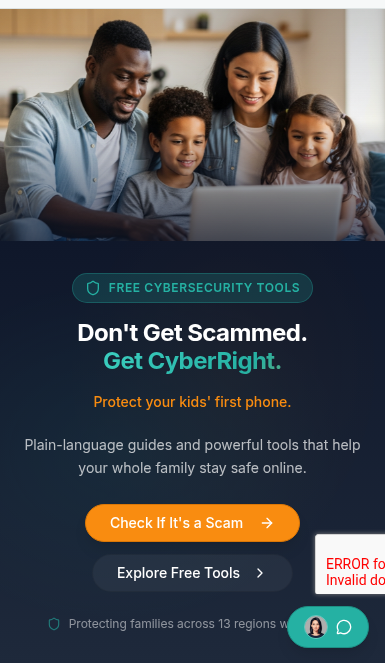 FREE CYBERSECURITY TOOLS
Don't Get Scammed.
Get CyberRight.
Protect your kids' first phone.
Plain-language guides and powerful tools that help
your whole family stay safe online.
Check If It's a Scam
Explore Free Tools
ERROR fo
Invalid do
Protecting families across 13 regions w